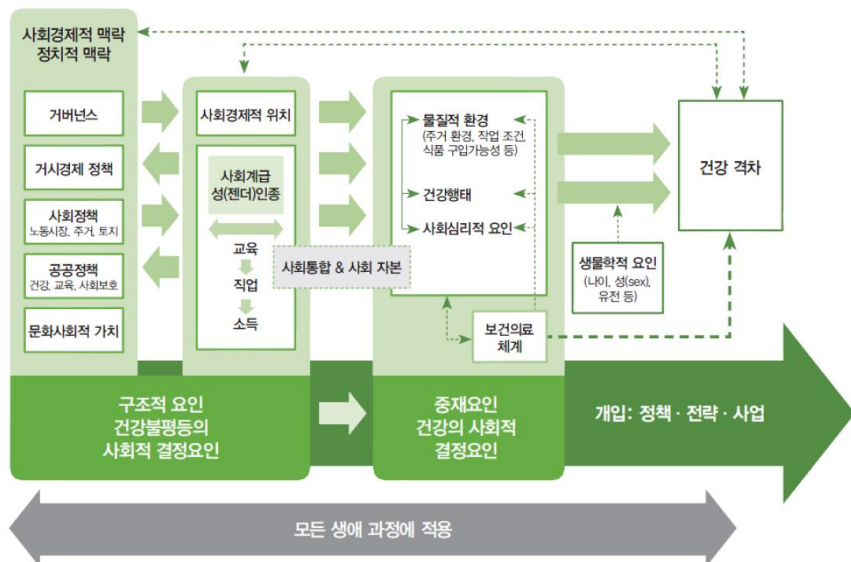 사회경제적 맥락
정치적 맥락
거버넌스
거시경제 정책
사회정책
노동시장, 주거, 토지
공공정책
건강, 교육, 사회보호
문화사회적 가치
사회경제적 위치
사회계급
성(젠더)인종
교육
직업
소득
사회통합 & 사회 자본
물질적 환경
(주거 환경, 작업 조건,
식품 구입가능성 등)
건강행태
사회심리적 요인
보건의료
체계
생물학적 요인
(나이, 성(sex),
유전 등)
건강 격차
구조적 요인
건강불평등의
사회적 결정요인
중재요인
건강의 사회적
결정요인
개입: 정책 · 전략 · 사업
모든 생애 과정에 적용